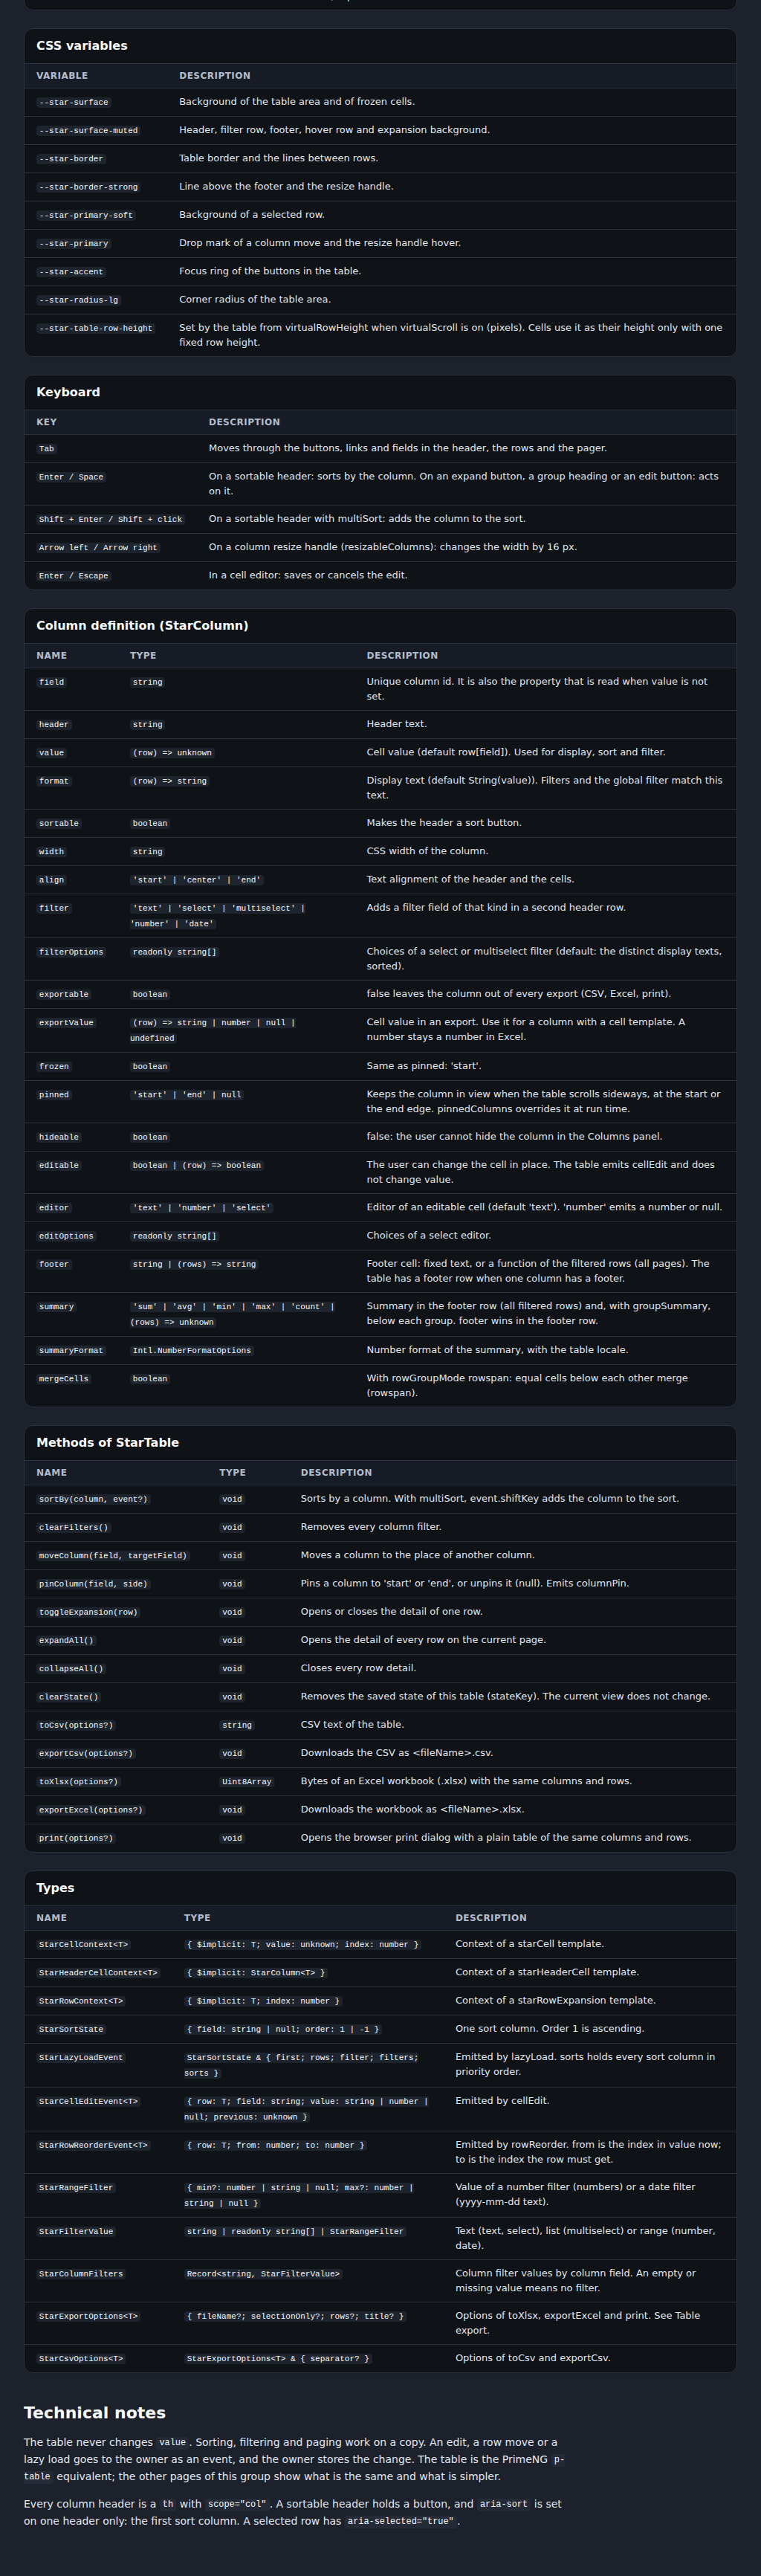 CSS variables
VARIABLE DESCRIPTION
--star-surface Background of the table area and of frozen cells.
--star-surface-muted Header, filter row, footer, hover row and expansion background.
--star-border Table border and the lines between rows.
--star-border-strong Line above the footer and the resize handle.
--star-primary-soft Background of a selected row.
--star-primary Drop mark of a column move and the resize handle hover.
--star-accent Focus ring of the buttons in the table.
--star-radius-lg Corner radius of the table area.
--star-table-row-height Set by the table from virtualRowHeight when virtualScroll is on (pixels). Cells use it as their height only with one
fixed row height.
Keyboard
KEY DESCRIPTION
Tab Moves through the buttons, links and fields in the header, the rows and the pager.
Enter / Space On a sortable header: sorts by the column. On an expand button, a group heading or an edit button: acts
on it.
Shift + Enter / Shift + click On a sortable header with multiSort: adds the column to the sort.
Arrow left / Arrow right On a column resize handle (resizableColumns): changes the width by 16 px.
Enter / Escape In a cell editor: saves or cancels the edit.
Column definition (StarColumn)
NAME TYPE DESCRIPTION
field string Unique column id. It is also the property that is read when value is not
set.
header string Header text.
value (row) => unknown Cell value (default row[field]). Used for display, sort and filter.
format (row) => string Display text (default String(value)). Filters and the global filter match this
text.
sortable boolean Makes the header a sort button.
width string CSS width of the column.
align 'start' | 'center' | 'end' Text alignment of the header and the cells.
filter 'text' | 'select' | 'multiselect' | Adds a filter field of that kind in a second header row.
'number' | 'date'
filterOptions readonly string[] Choices of a select or multiselect filter (default: the distinct display texts,
sorted).
exportable boolean false leaves the column out of every export (CSV, Excel, print).
exportValue (row) => string | number | null | Cell value in an export. Use it for a column with a cell template. A
undefined number stays a number in Excel.
frozen boolean Same as pinned: 'start'.
pinned 'start' | 'end' | null Keeps the column in view when the table scrolls sideways, at the start or
the end edge. pinnedColumns overrides it at run time.
hideable boolean false: the user cannot hide the column in the Columns panel.
editable boolean | (row) => boolean The user can change the cell in place. The table emits cellEdit and does
not change value.
editor 'text' | 'number' | 'select' Editor of an editable cell (default 'text'). 'number' emits a number or null.
editOptions readonly string[] Choices of a select editor.
footer string | (rows) => string Footer cell: fixed text, or a function of the filtered rows (all pages). The
table has a footer row when one column has a footer.
summary 'sum' | 'avg' | 'min' | 'max' | 'count' | Summary in the footer row (all filtered rows) and, with groupSummary,
(rows) => unknown below each group. footer wins in the footer row.
summaryFormat Intl.NumberFormatOptions Number format of the summary, with the table locale.
mergeCells boolean With rowGroupMode rowspan: equal cells below each other merge
(rowspan).
Methods of StarTable
NAME TYPE DESCRIPTION
sortBy(column, event?) void Sorts by a column. With multiSort, event.shiftKey adds the column to the sort.
clearFilters() void Removes every column filter.
moveColumn(field, targetField) void Moves a column to the place of another column.
pinColumn(field, side) void Pins a column to 'start' or 'end', or unpins it (null). Emits columnPin.
toggleExpansion(row) void Opens or closes the detail of one row.
expandAll() void Opens the detail of every row on the current page.
collapseAll() void Closes every row detail.
clearState() void Removes the saved state of this table (stateKey). The current view does not change.
toCsv(options?) string CSV text of the table.
exportCsv(options?) void Downloads the CSV as <fileName>.csv.
toXlsx(options?) Uint8Array Bytes of an Excel workbook (.xlsx) with the same columns and rows.
exportExcel(options?) void Downloads the workbook as <fileName>.xlsx.
print(options?) void Opens the browser print dialog with a plain table of the same columns and rows.
Types
NAME TYPE DESCRIPTION
StarCellContext<T> { $implicit: T; value: unknown; index: number } Context of a starCell template.
StarHeaderCellContext<T> { $implicit: StarColumn<T> } Context of a starHeaderCell template.
StarRowContext<T> { $implicit: T; index: number } Context of a starRowExpansion template.
StarSortState { field: string | null; order: 1 | -1 } One sort column. Order 1 is ascending.
StarLazyLoadEvent StarSortState & { first; rows; filter; filters; Emitted by lazyLoad. sorts holds every sort column in
sorts } priority order.
StarCellEditEvent<T> { row: T; field: string; value: string | number | Emitted by cellEdit.
null; previous: unknown }
StarRowReorderEvent<T> { row: T; from: number; to: number } Emitted by rowReorder. from is the index in value now;
to is the index the row must get.
StarRangeFilter { min?: number | string | null; max?: number | Value of a number filter (numbers) or a date filter
string | null } (yyyy-mm-dd text).
StarFilterValue string | readonly string[] | StarRangeFilter Text (text, select), list (multiselect) or range (number,
date).
StarColumnFilters Record<string, StarFilterValue> Column filter values by column field. An empty or
missing value means no filter.
StarExportOptions<T> { fileName?; selectionOnly?; rows?; title? } Options of toXlsx, exportExcel and print. See Table
export.
StarCsvOptions<T> StarExportOptions<T> & { separator? } Options of toCsv and exportCsv.
Technical notes
The table never changes value. Sorting, filtering and paging work on a copy. An edit, a row move or a
lazy load goes to the owner as an event, and the owner stores the change. The table is the PrimeNG p-
table equivalent; the other pages of this group show what is the same and what is simpler.
Every column header is a th with scope="col". A sortable header holds a button, and aria-sort is set
on one header only: the first sort column. A selected row has aria-selected="true".